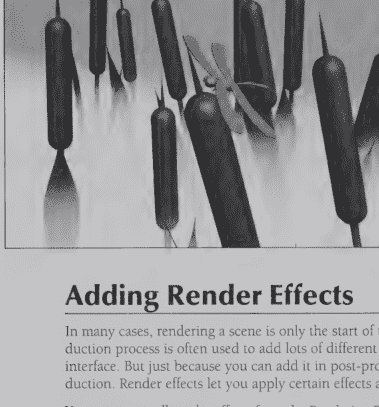 Adding Render Effects
In many cases, rendering a scene is only the start of
duction process is often used to add lots of different
interface. But just because you can add it in post-pro
duction. Render effects let you apply certain effects a